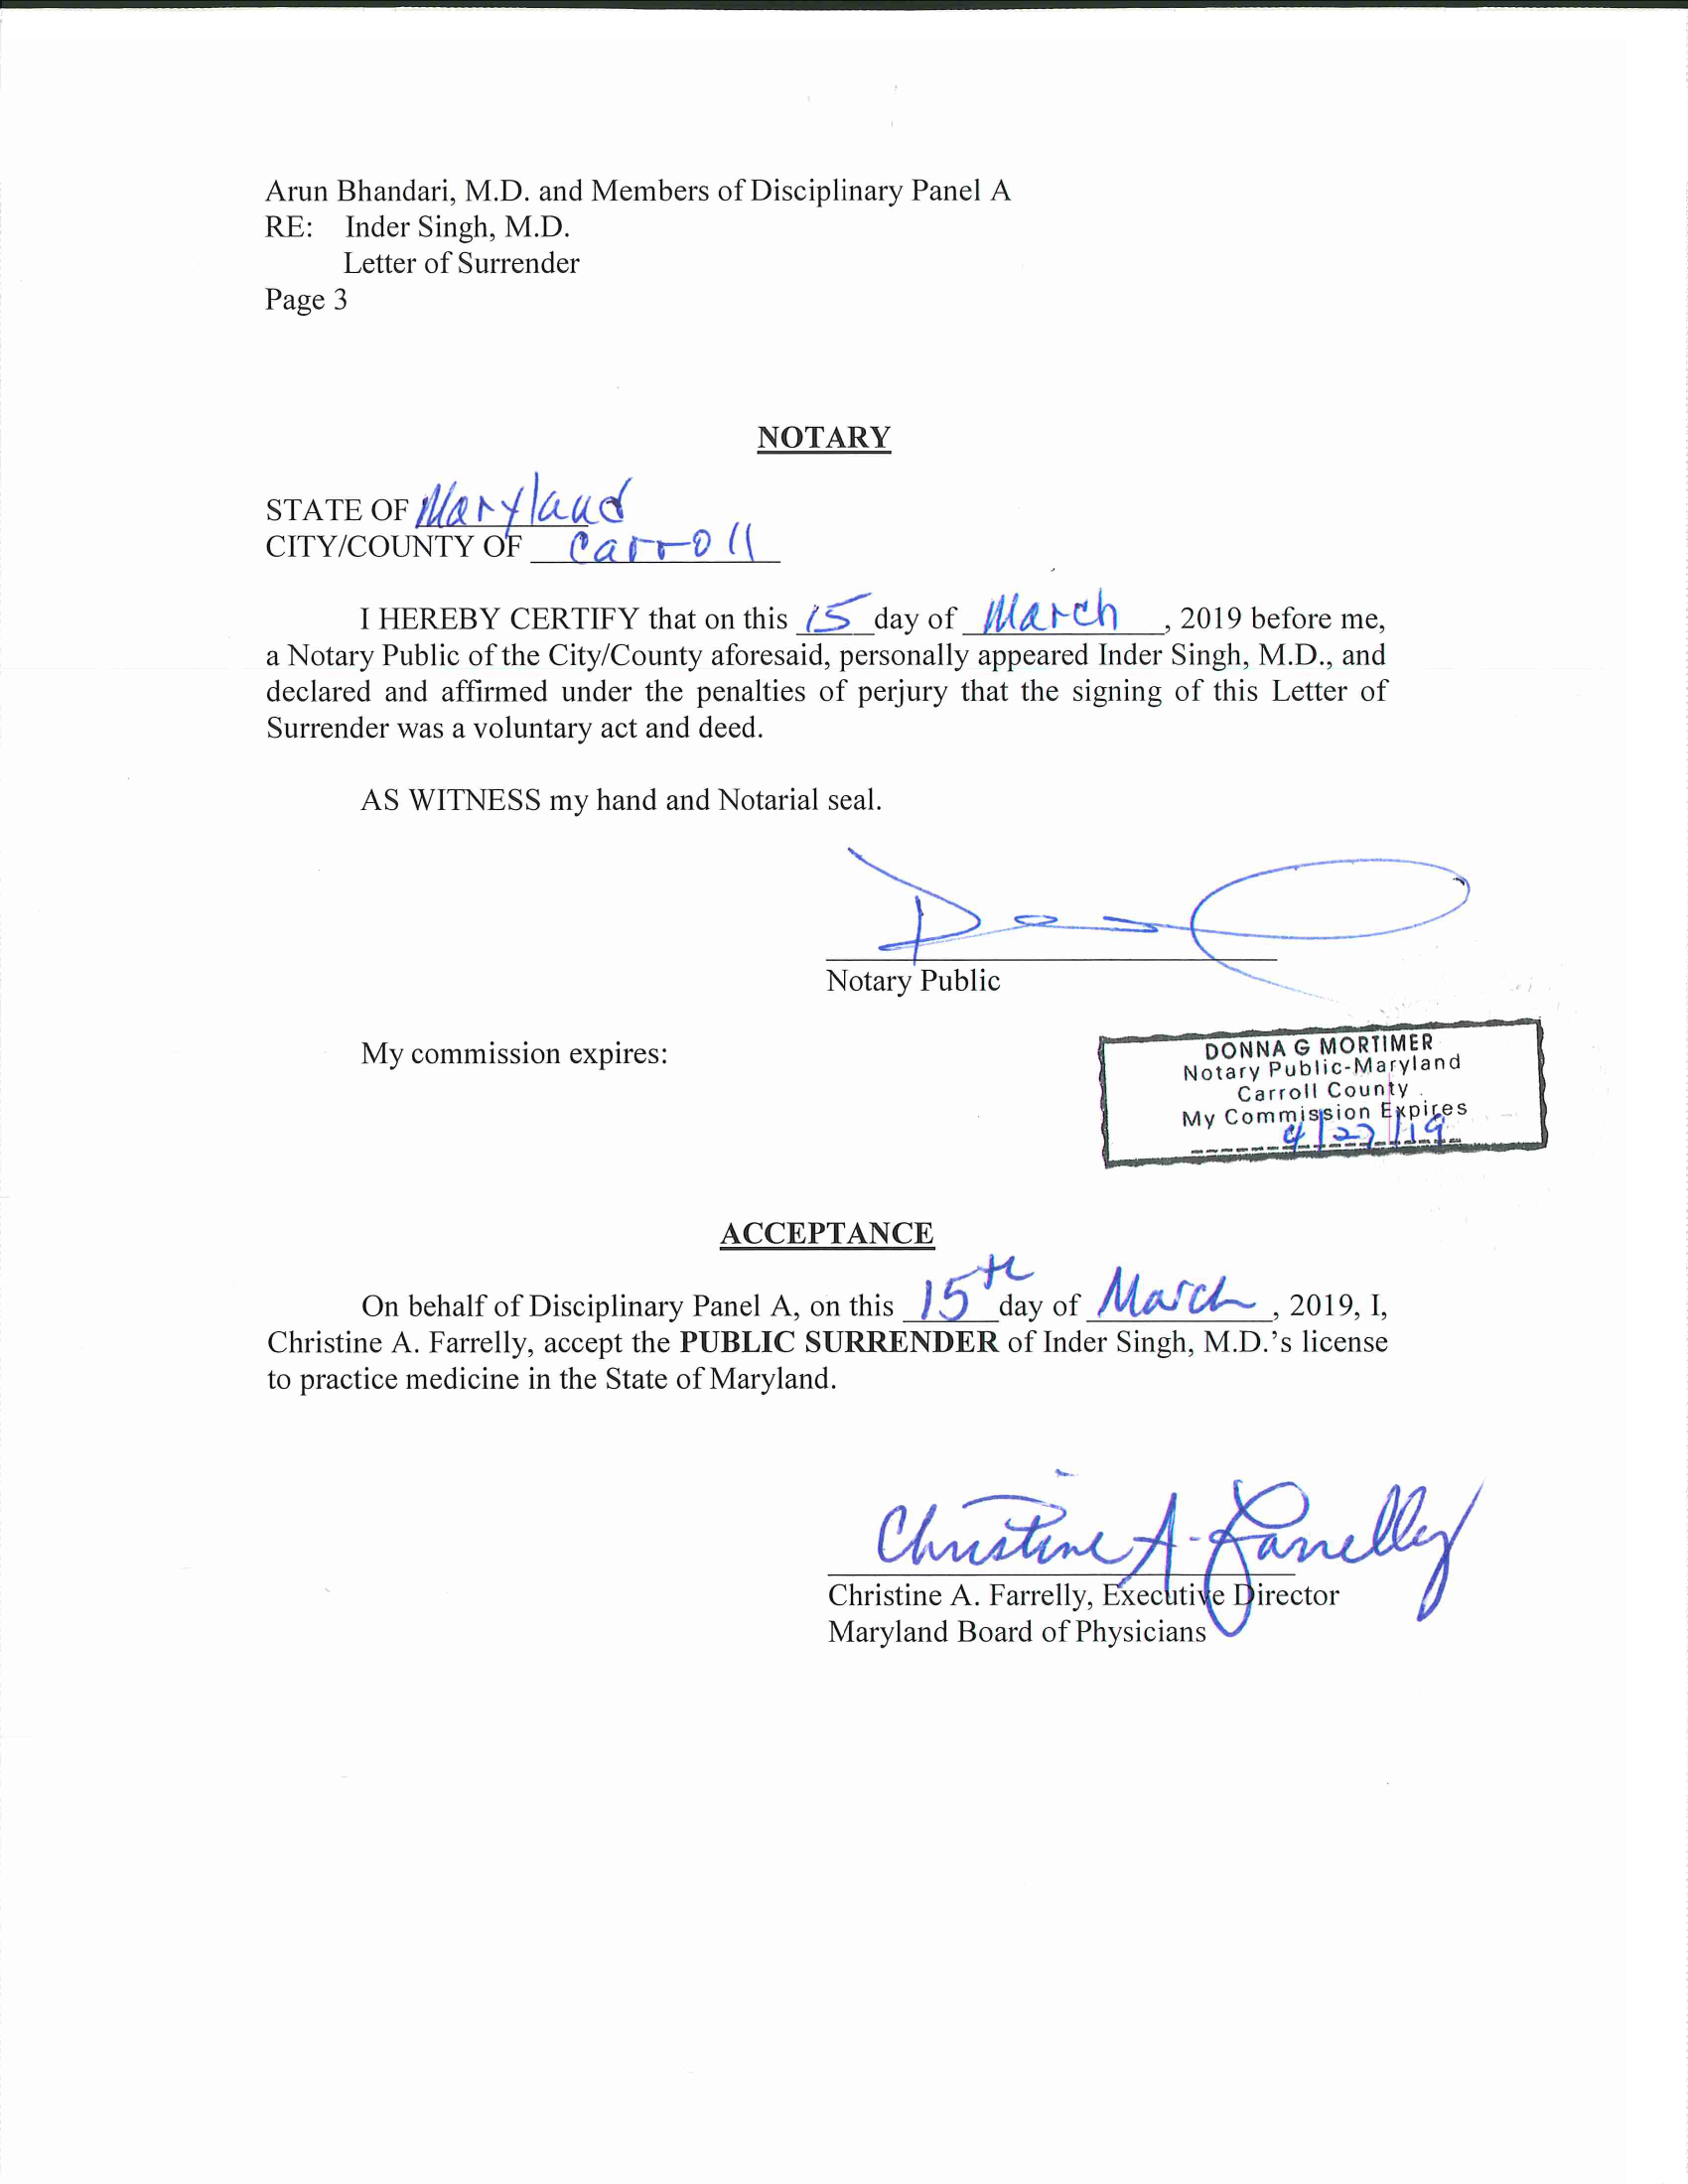 Arun Bhandari, M.D. and Members of Disciplinary Panel A
RE: Inder Singh, M.D.
Letter of Surrender
Page 3
NOTARY
STATE OF Maryland
CITY/COUNTY OF Carroll
I HEREBY CERTIFY that on this 15 day of March, 2019 before me,
a Notary Public of the City/County aforesaid, personally appeared Inder Singh, M.D., and
declared and affirmed under the penalties of perjury that the signing of this Letter of
Surrender was a voluntary act and deed.
AS WITNESS my hand and Notarial seal.
Notary Public
My commission expires:
DONNA G MORTIMER
Notary Public-Maryland
Carroll County
My Commission Expires
4/27/19
ACCEPTANCE
On behalf of Disciplinary Panel A, on this 15th day of March, 2019, I,
Christine A. Farrelly, accept the PUBLIC SURRENDER of Inder Singh, M.D.'s license
to practice medicine in the State of Maryland.
Christine A. Farrelly
Christine A. Farrelly, Executive Director
Maryland Board of Physicians